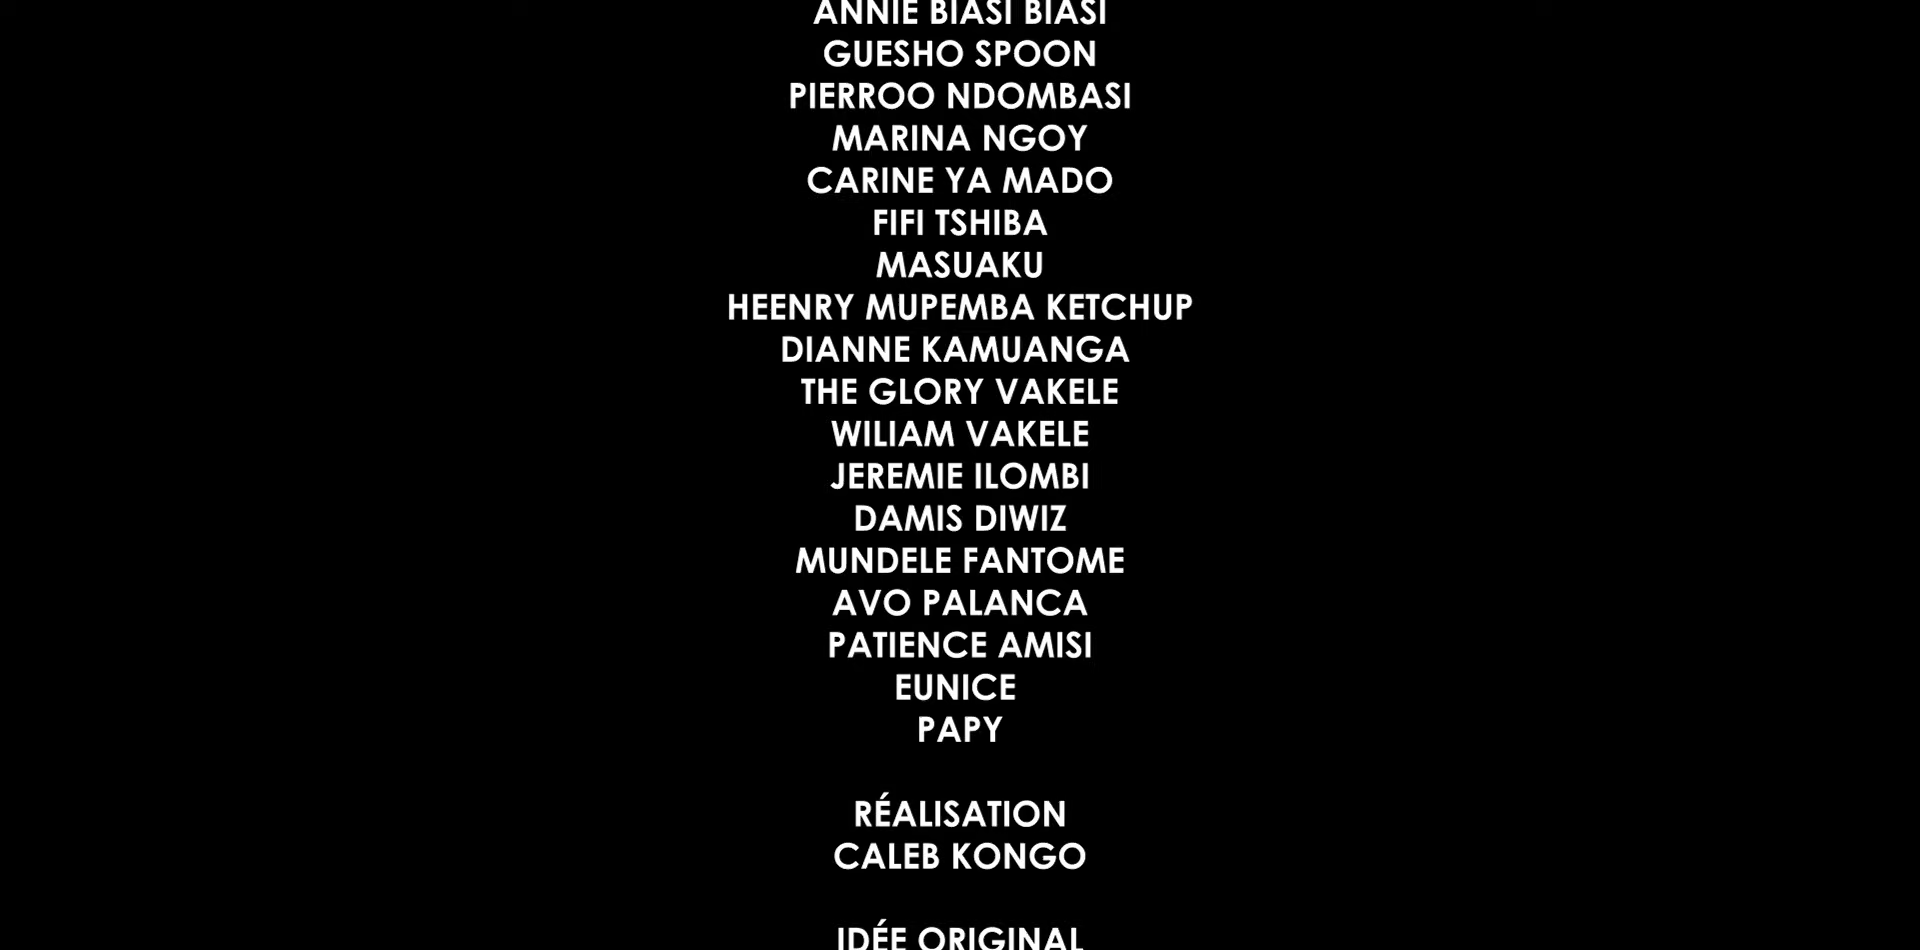 ANNIE BIASI BIASI
GUESHO SPOON
PIERROO NDOMBASI
MARINA NGOY
CARINE YA MADO
FIFI TSHIBA
MASUAKU
HEENRY MUPEMBA KETCHUP
DIANNE KAMUANGA
THE GLORY VAKELE
WILIAM VAKELE
JEREMIE ILOMBI
DAMIS DIWIZ
MUNDELE FANTOME
AVO PALANCA
PATIENCE AMISI
EUNICE
PAPY
RÉALISATION
CALEB KONGO
IDÉE ORIGINAL